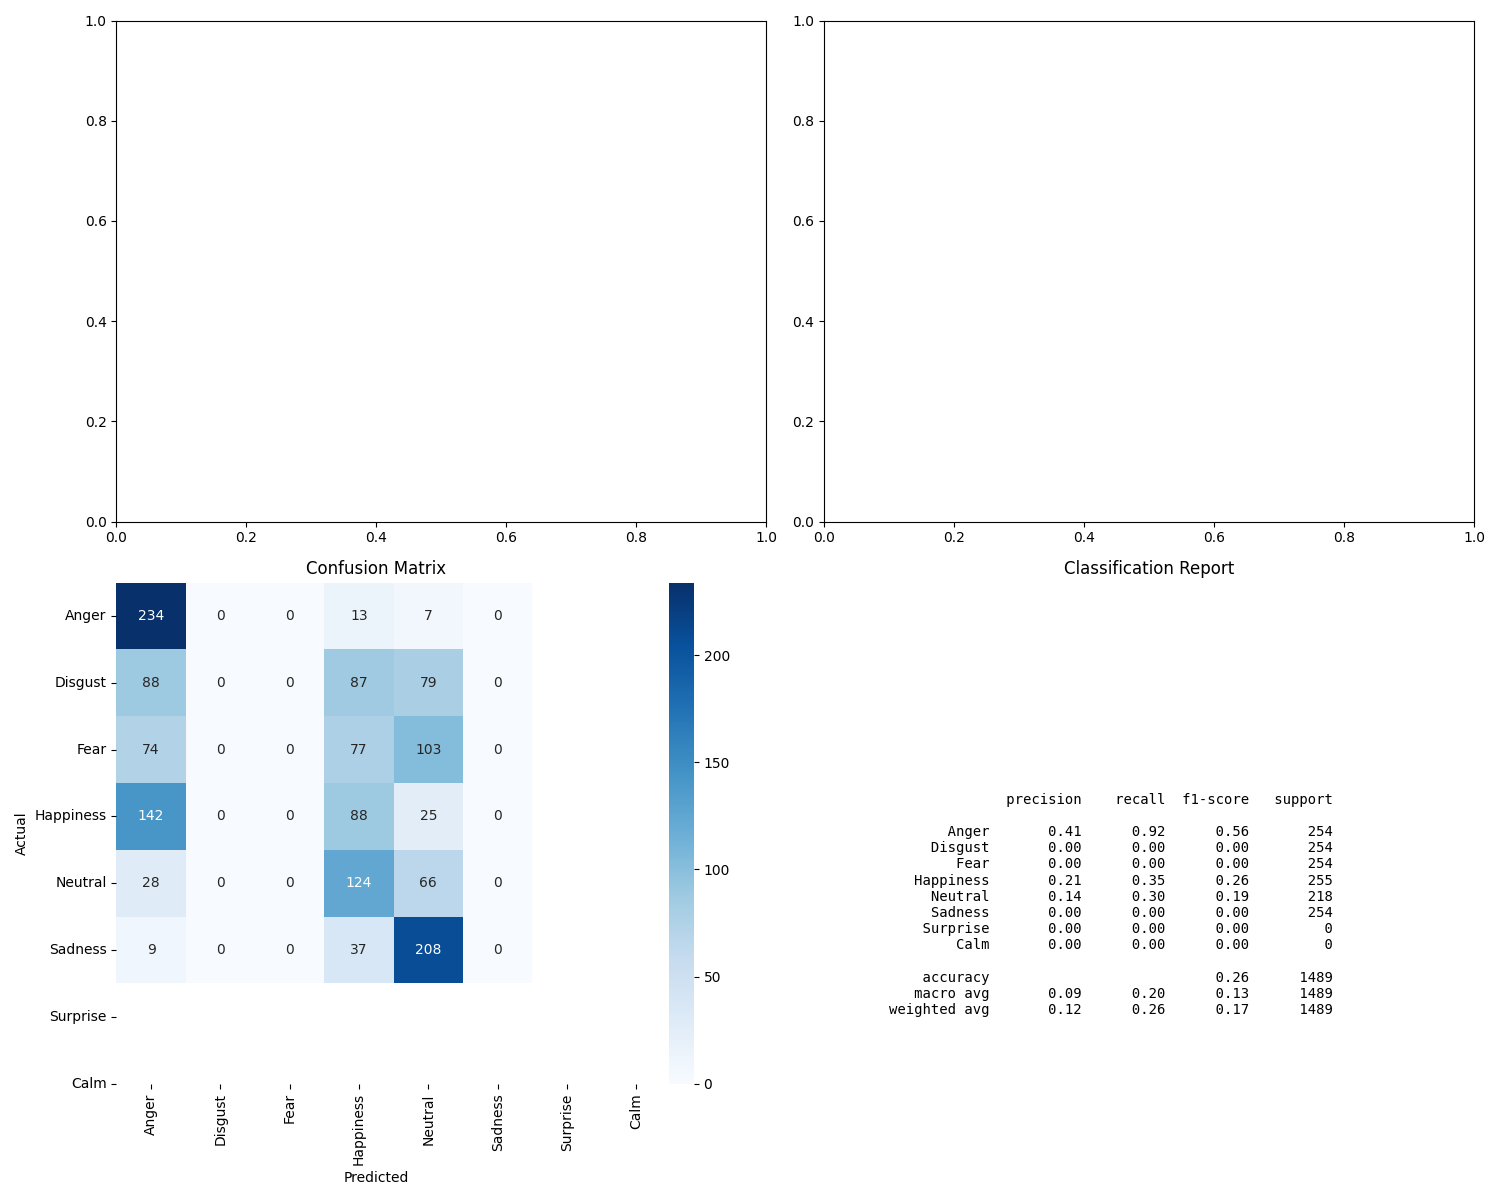 1.0
0.8
0.6
0.4
0.2
0.0
0.0 0.2 0.4 0.6 0.8 1.0
1.0
0.8
0.6
0.4
0.2
0.0
0.0 0.2 0.4 0.6 0.8 1.0
Confusion Matrix
Actual
Anger 234 0 0 13 7 0
Disgust 88 0 0 87 79 0
Fear 74 0 0 77 103 0
Happiness 142 0 0 88 25 0
Neutral 28 0 0 124 66 0
Sadness 9 0 0 37 208 0
Surprise
Calm
Anger Disgust Fear Happiness Neutral Sadness Surprise Calm
Predicted
200
150
100
50
0
Classification Report
precision recall f1-score support
Anger 0.41 0.92 0.56 254
Disgust 0.00 0.00 0.00 254
Fear 0.00 0.00 0.00 254
Happiness 0.21 0.35 0.26 255
Neutral 0.14 0.30 0.19 218
Sadness 0.00 0.00 0.00 254
Surprise 0.00 0.00 0.00 0
Calm 0.00 0.00 0.00 0
accuracy 0.26 1489
macro avg 0.09 0.20 0.13 1489
weighted avg 0.12 0.26 0.17 1489